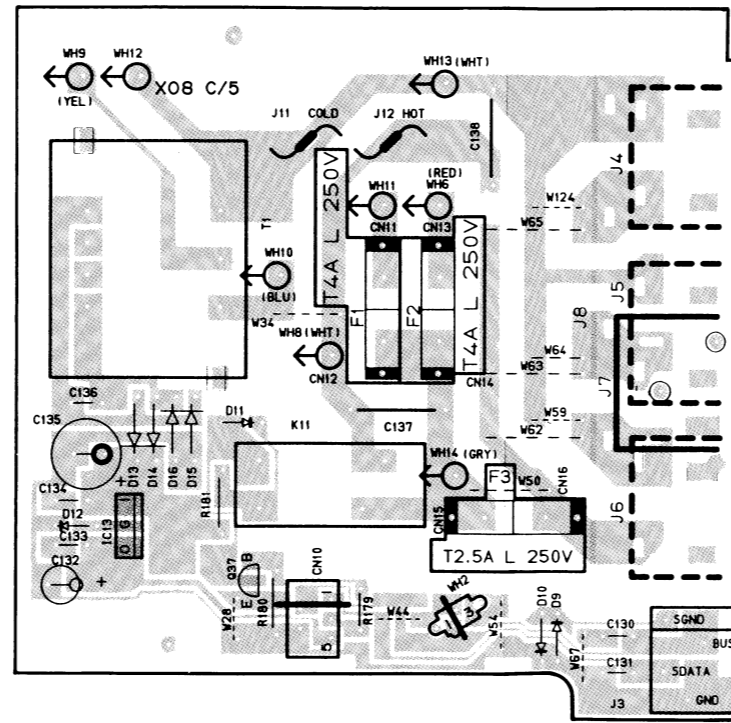 WH9
WH12
(YEL)
X08 C/5
WH13 (WHT)
J11 COLD
J12 HOT
C138
J4
T1
T4A L 250V
(RED)
WH11
WH6
CN11
CN13
W124
W65
WH10
(BLU)
W34
F1
F2
T4A L 250V
J5
J8
WH8 (WHT)
CN12
CN14
W64
W63
J7
C136
C135
D11
K11
C137
W59
W62
D13
D14
D16
D15
WH14 (GRY)
F3
W50
CN16
C134
+
R181
D12
I
G
O
IC13
C133
CN15
T2.5A L 250V
J6
C132
+
Q37
B
E
CN10
WH2
W28
R180
1
5
R179
W44
1
3
W54
D10
D9
W67
C130
C131
SGND
BUS
SDATA
GND
J3